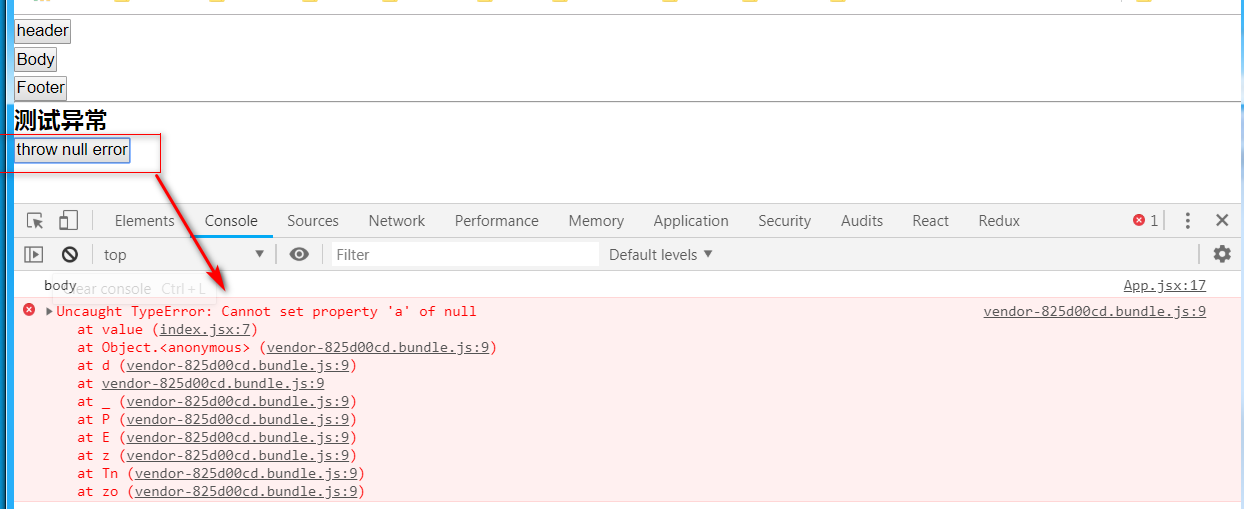 header
Body
Footer
测试异常
throw null error
Elements Console Sources Network Performance Memory Application Security Audits React Redux 1
top Filter Default levels
body App.jsx:17
Clear console Ctrl + L
Uncaught TypeError: Cannot set property 'a' of null vendor-825d00cd.bundle.js:9
at value (index.jsx:7)
at Object.<anonymous> (vendor-825d00cd.bundle.js:9)
at d (vendor-825d00cd.bundle.js:9)
at vendor-825d00cd.bundle.js:9
at _ (vendor-825d00cd.bundle.js:9)
at P (vendor-825d00cd.bundle.js:9)
at E (vendor-825d00cd.bundle.js:9)
at z (vendor-825d00cd.bundle.js:9)
at Tn (vendor-825d00cd.bundle.js:9)
at zo (vendor-825d00cd.bundle.js:9)